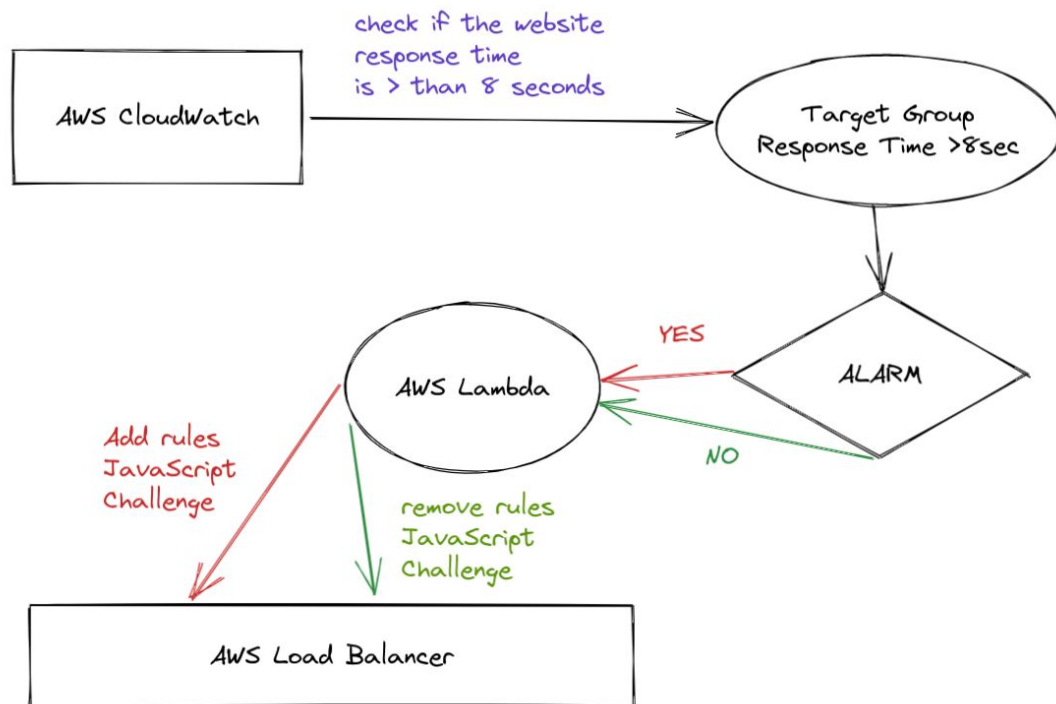 check if the website
response time
is > than 8 seconds
AWS CloudWatch
Target Group
Response Time >8sec
YES
ALARM
AWS Lambda
NO
Add rules
JavaScript
Challenge
remove rules
JavaScript
Challenge
AWS Load Balancer